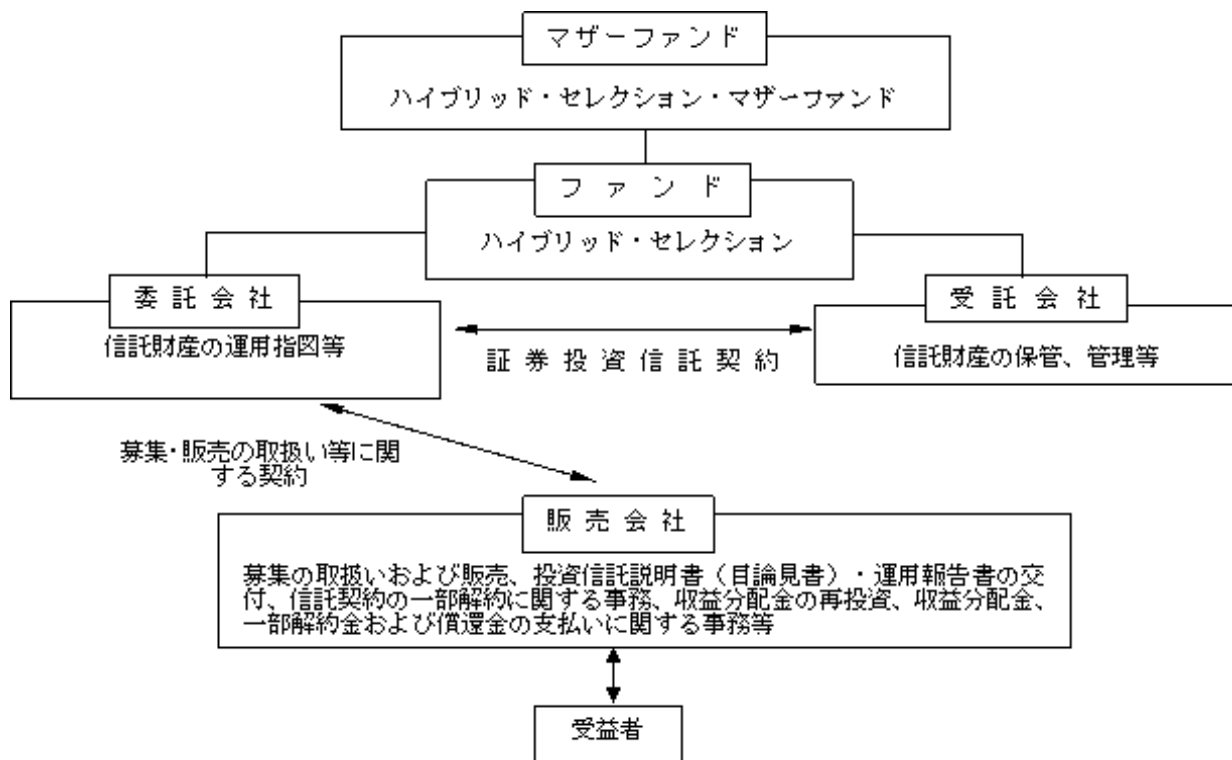 マザーファンド
ハイブリッド・セレクション・マザーファンド
ファンド
ハイブリッド・セレクション
委託会社
信託財産の運用指図等
受託会社
信託財産の保管、管理等
証券投資信託契約
募集・販売の取扱い等に関
する契約
販売会社
募集の取扱いおよび販売、投資信託説明書(目論見書)・運用報告書の交
付、信託契約の一部解約に関する事務、収益分配金の再投資、収益分配金、
一部解約金および償還金の支払いに関する事務等
受益者